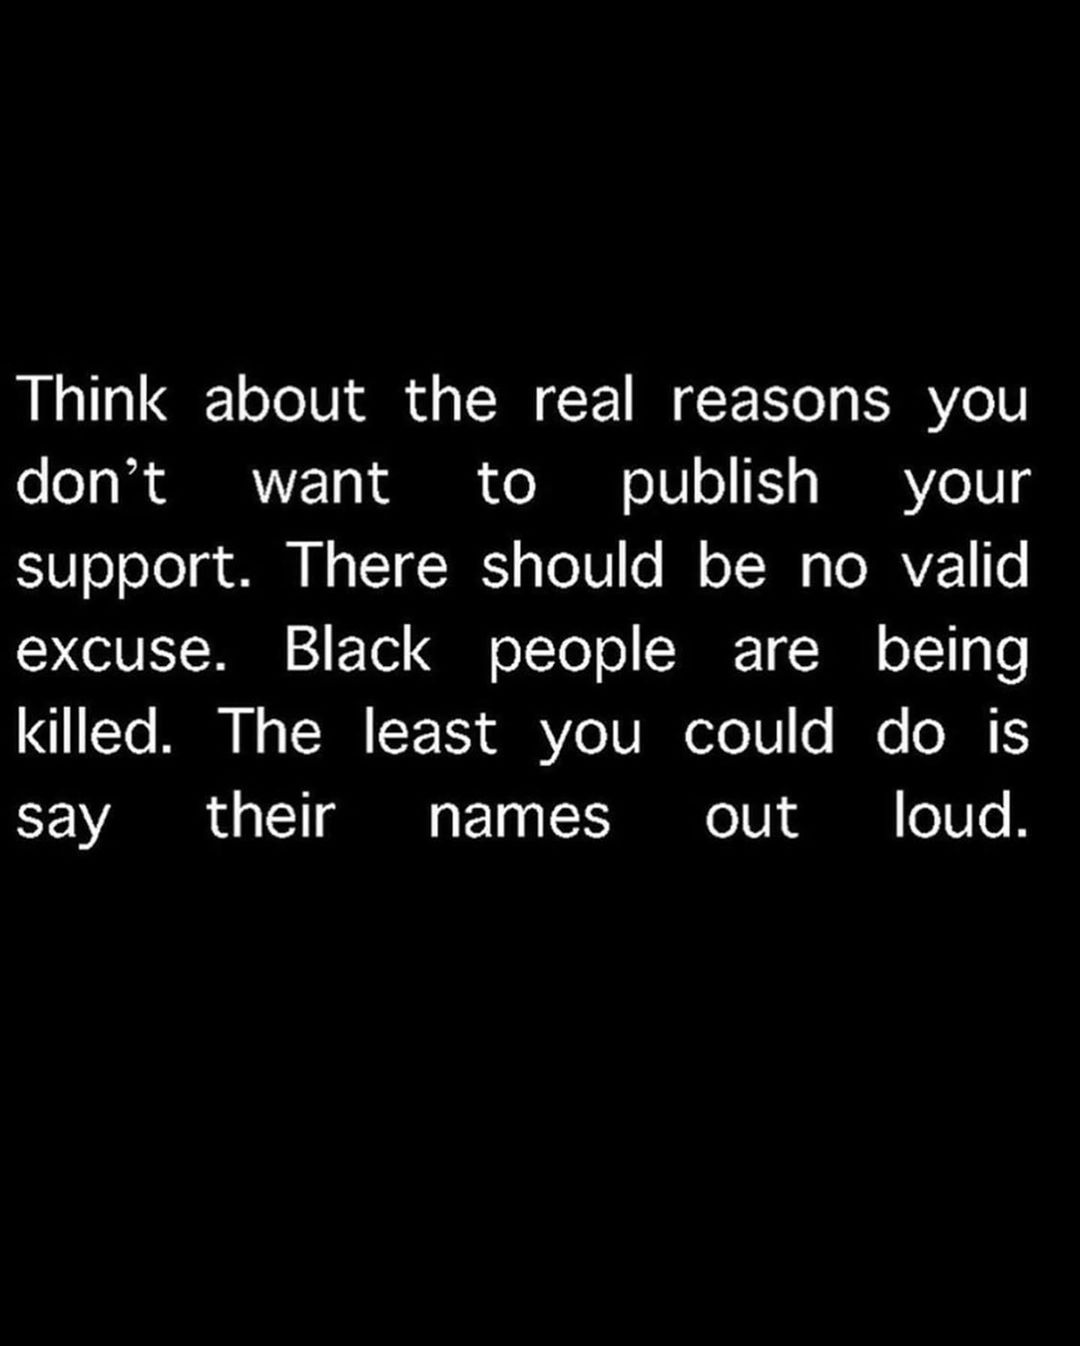 Think about the real reasons you
don’t want to publish your
support. There should be no valid
excuse. Black people are being
killed. The least you could do is
say their names out loud.